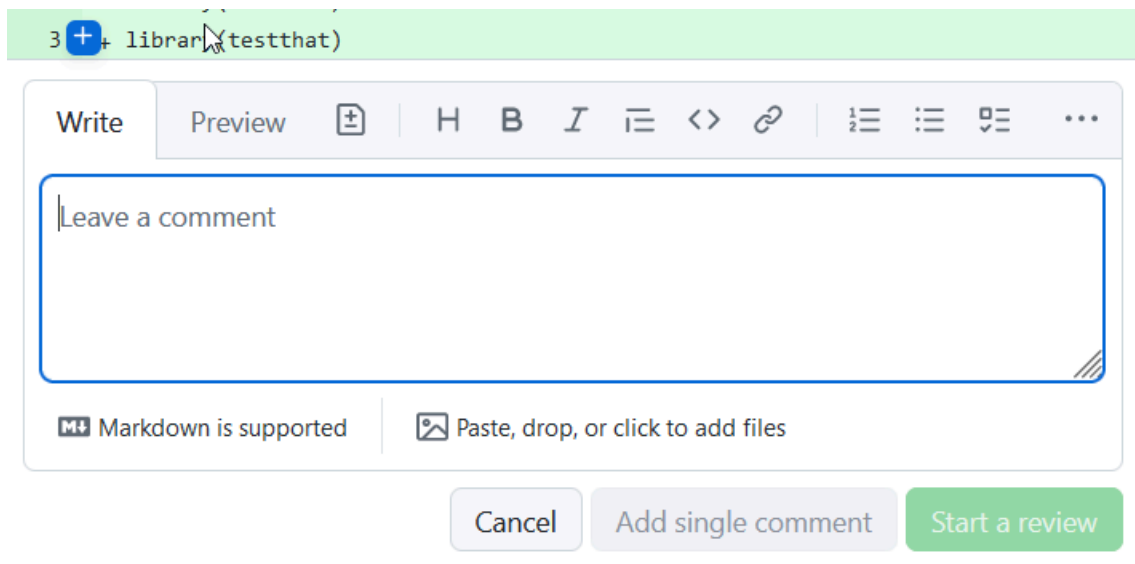 3 + library(testthat)
Write Preview
Leave a comment
Markdown is supported Paste, drop, or click to add files
Cancel Add single comment Start a review